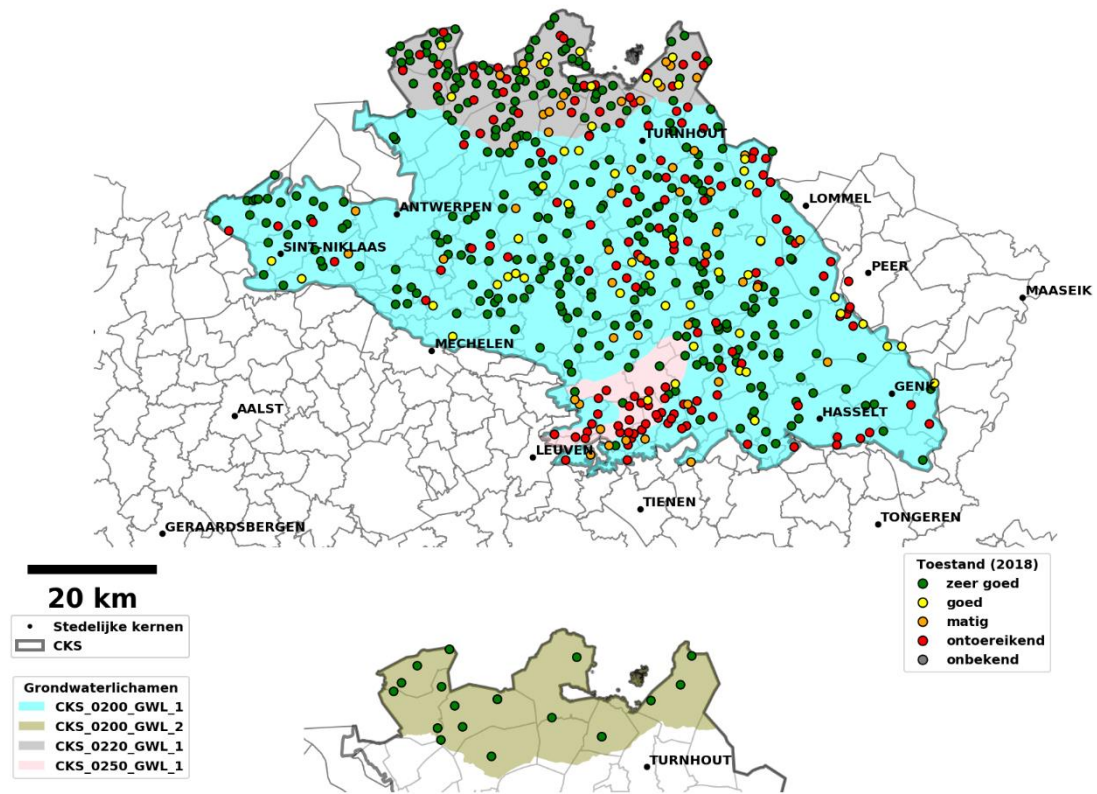 TURNHOUT
ANTWERPEN
LOMMEL
SINT-NIKLAAS
PEER
MAASEIK
MECHELEN
GENK
AALST
HASSELT
LEUVEN
TIENEN
TONGEREN
GERAARDSBERGEN
20 km
Stedelijke kernen
CKS
Grondwaterlichamen
CKS_0200_GWL_1
CKS_0200_GWL_2
CKS_0220_GWL_1
CKS_0250_GWL_1
Toestand (2018)
zeer goed
goed
matig
ontoereikend
onbekend
TURNHOUT